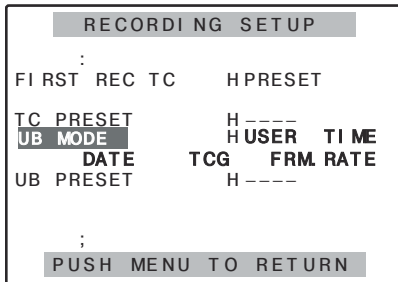 RECORDING SETUP
:
FIRST REC TC H PRESET
TC PRESET H ----
UB MODE H USER TIME
DATE TCG FRM. RATE
UB PRESET H ----
;
PUSH MENU TO RETURN